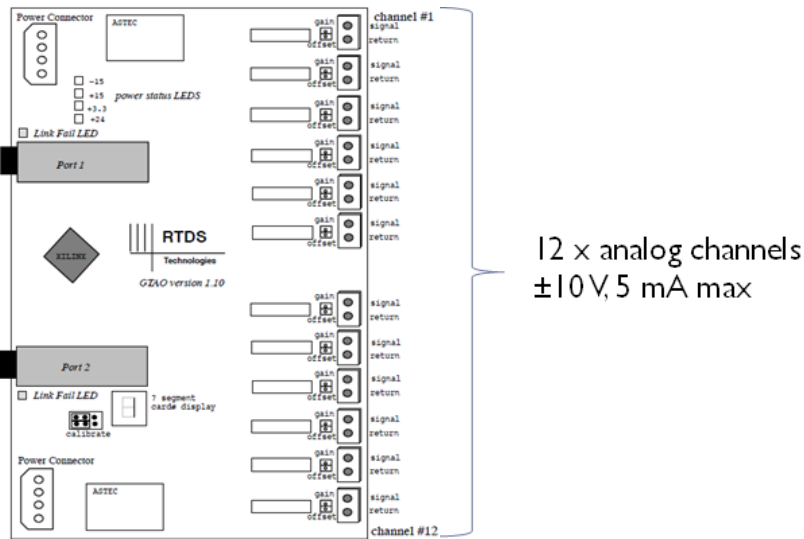 Power Connector
ASTEC
-15
+15
+3.3
+24
power status LEDS
Link Fail LED
Port 1
XILINX
RTDS
Technologies
GTAO version 1.10
Port 2
Link Fail LED
7 segment
card# display
calibrate
Power Connector
ASTEC
channel #1
gain
offset
signal
return
gain
offset
signal
return
gain
offset
signal
return
gain
offset
signal
return
gain
offset
signal
return
gain
offset
signal
return
gain
offset
signal
return
gain
offset
signal
return
gain
offset
signal
return
gain
offset
signal
return
gain
offset
signal
return
gain
offset
signal
return
channel #12
12 x analog channels
±10V, 5 mA max